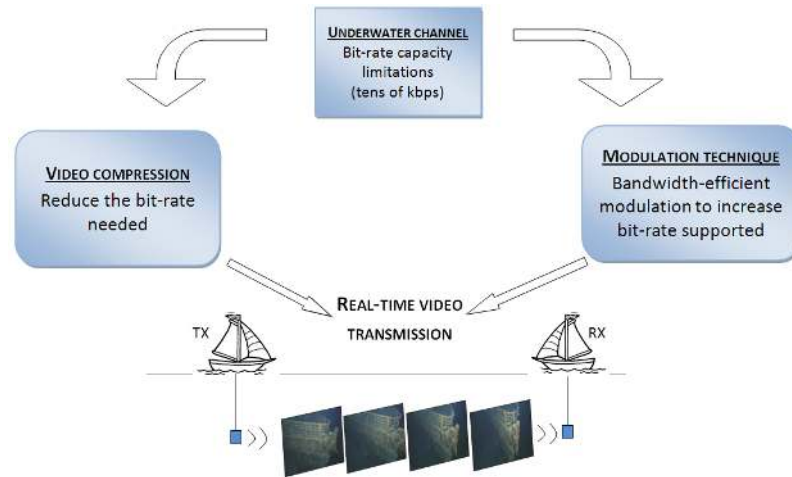 UNDERWATER CHANNEL
Bit-rate capacity
limitations
(tens of kbps)
VIDEO COMPRESSION
Reduce the bit-rate
needed
MODULATION TECHNIQUE
Bandwidth-efficient
modulation to increase
bit-rate supported
REAL-TIME VIDEO
TRANSMISSION
TX
RX